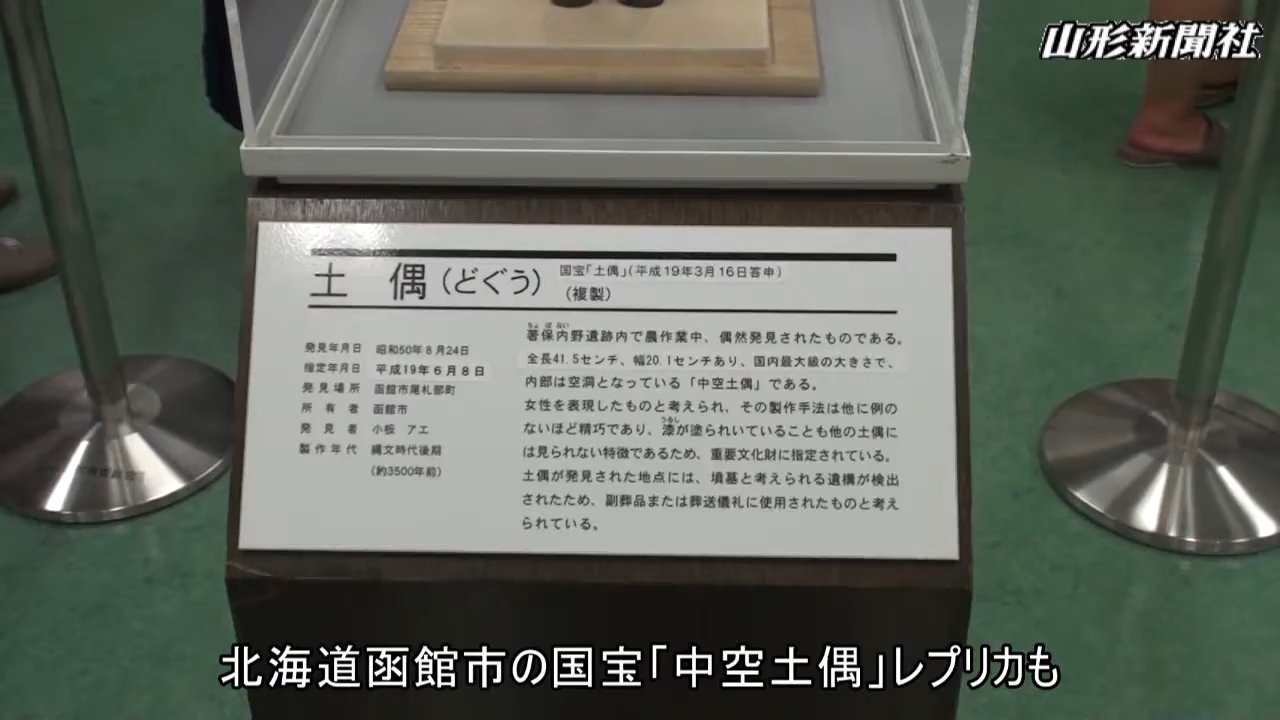 山形新聞社
土偶(どぐう) 国宝「土偶」(平成19年3月16日答申)
(複製)
発見年月日 昭和50年8月24日
指定年月日 平成19年6月8日
発見場所 函館市尾札部町
所有者 函館市
発見者 小板 アエ
製作年代 縄文時代後期
(約3500年前)
ちょ ぼ ない
著保内野遺跡内で農作業中、偶然発見されたものである。
全長41.5センチ、幅20.1センチあり、国内最大級の大きさで、
内部は空洞となっている「中空土偶」である。
女性を表現したものと考えられ、その製作手法は他に例の
うるし
ないほど精巧であり、漆が塗られいていることも他の土偶に
は見られない特徴であるため、重要文化財に指定されている。
土偶が発見された地点には、墳墓と考えられる遺構が検出
されたため、副葬品または葬送儀礼に使用されたものと考え
られている。
北海道函館市の国宝「中空土偶」レプリカも